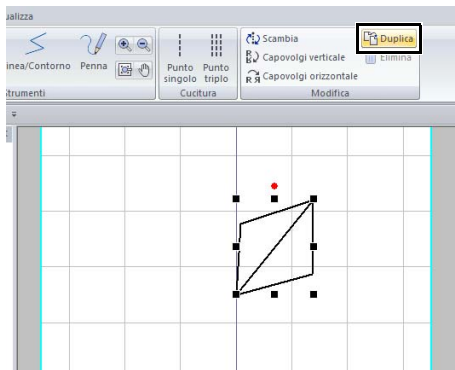 ualizza
Scambia
Duplica
Capovolgi verticale
Elimina
Capovolgi orizzontale
inea/Contorno Penna
Punto singolo
Punto triplo
Strumenti
Cucitura
Modifica